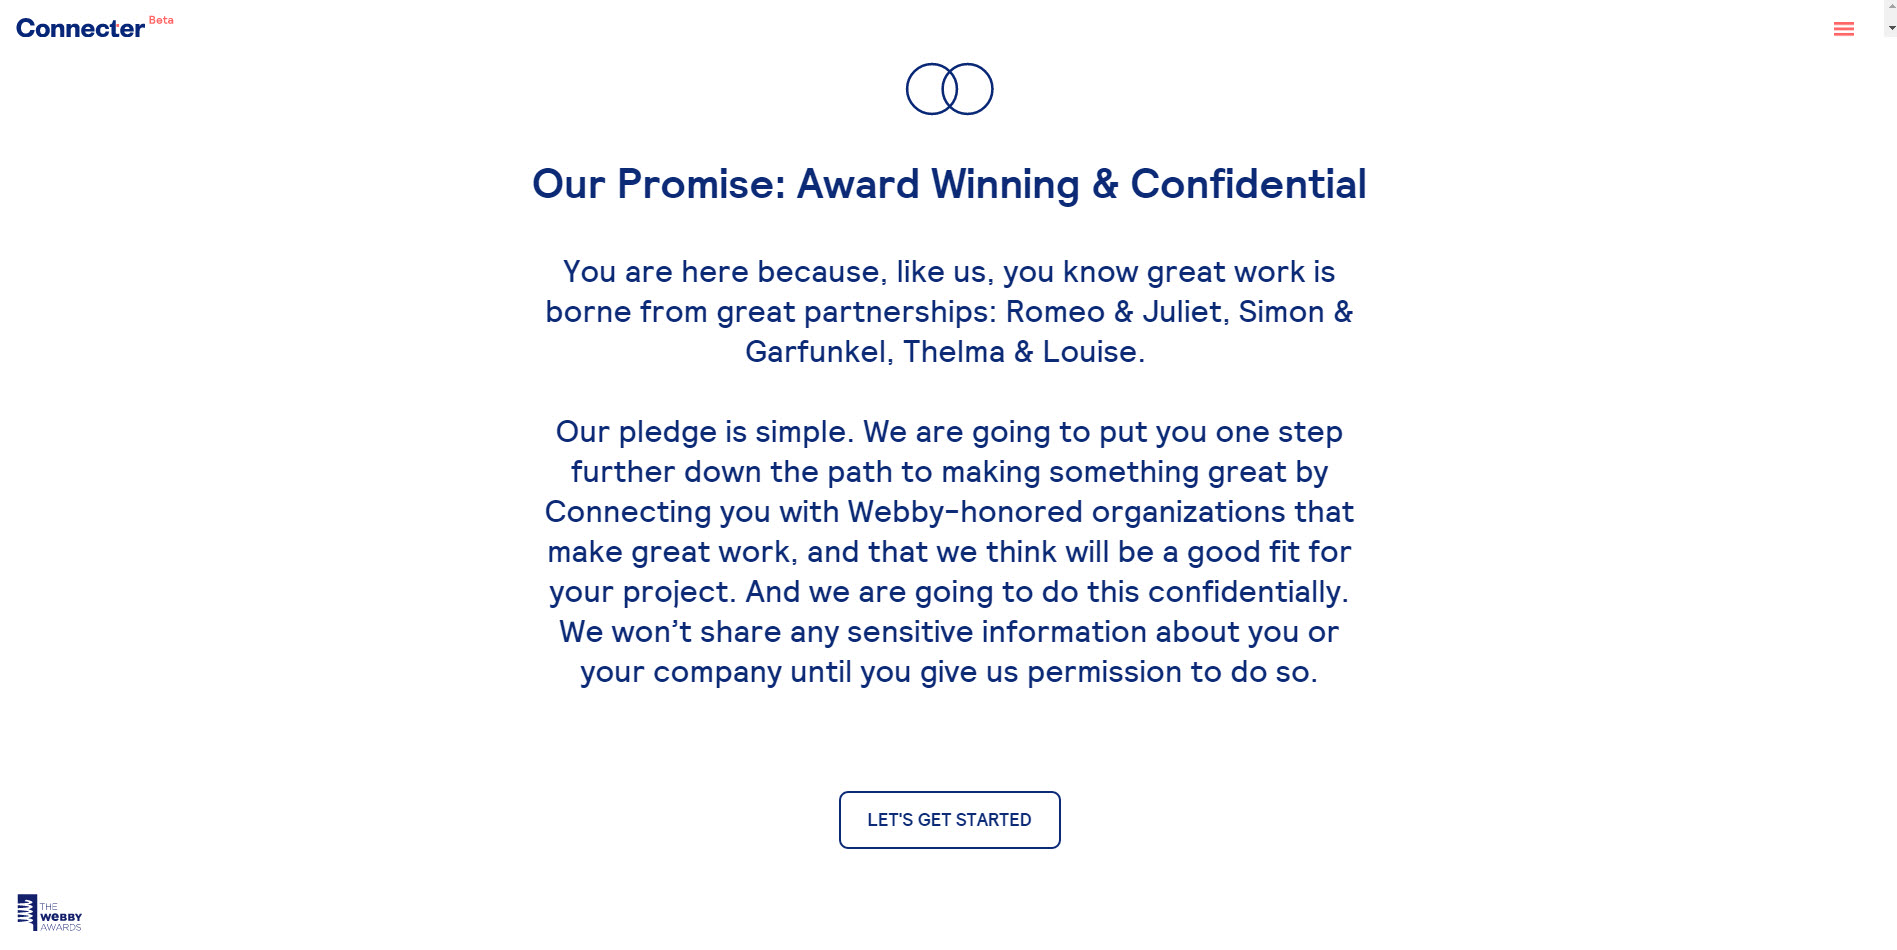 Connecter Beta
Our Promise: Award Winning & Confidential
You are here because, like us, you know great work is
borne from great partnerships: Romeo & Juliet, Simon &
Garfunkel, Thelma & Louise.
Our pledge is simple. We are going to put you one step
further down the path to making something great by
Connecting you with Webby-honored organizations that
make great work, and that we think will be a good fit for
your project. And we are going to do this confidentially.
We won’t share any sensitive information about you or
your company until you give us permission to do so.
LET'S GET STARTED
THE
WeBBY
AWARDS